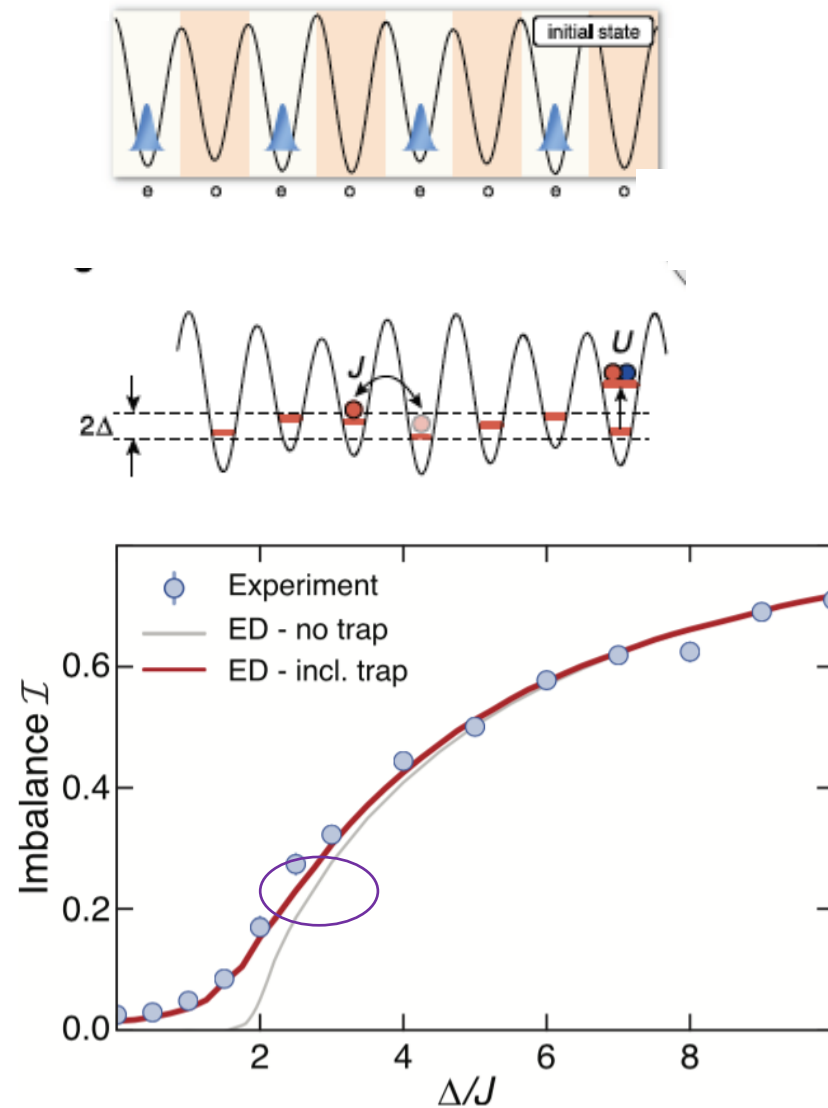 initial state
e o e o e o e o
J
U
2Δ
Experiment
ED - no trap
ED - incl. trap
0.6
0.4
0.2
0.0
Imbalance ℐ
2 4 6 8
Δ/J